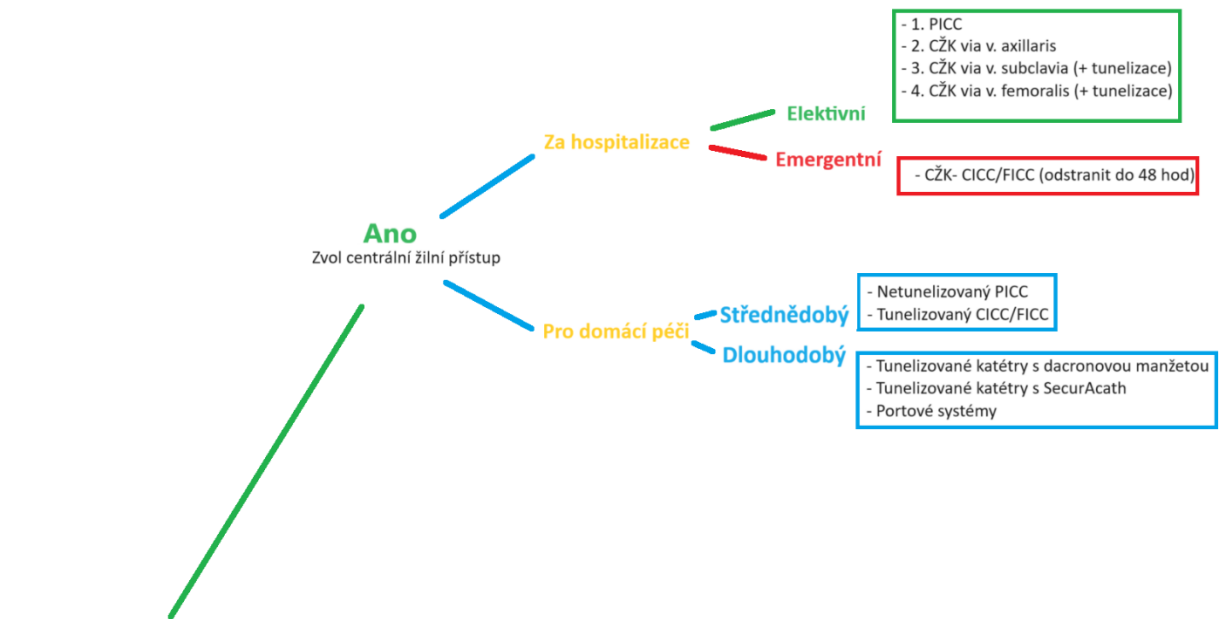 - 1. PICC
- 2. CŽK via v. axillaris
- 3. CŽK via v. subclavia (+ tunelizace)
- 4. CŽK via v. femoralis (+ tunelizace)
Elektivní
Za hospitalizace
Emergentní
- CŽK- CICC/FICC (odstranit do 48 hod)
Ano
Zvol centrální žilní přístup
- Netunelizovaný PICC
- Tunelizovaný CICC/FICC
Střednědobý
Pro domácí péči
Dlouhodobý
- Tunelizované katétry s dacronovou manžetou
- Tunelizované katétry s SecurAcath
- Portové systémy